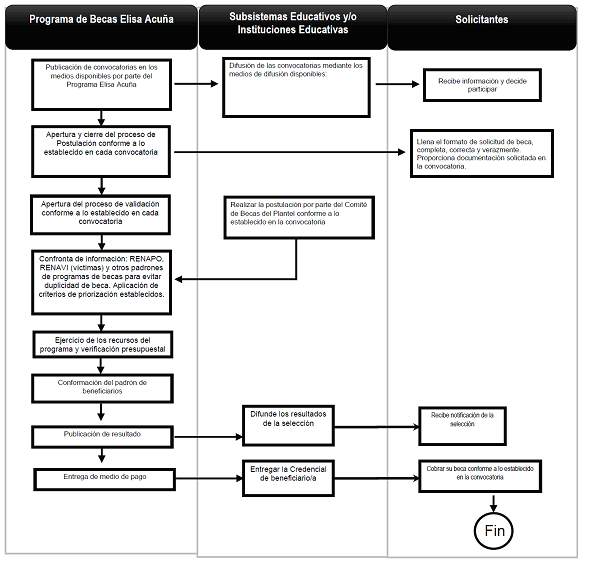 Programa de Becas Elisa Acuña
Subsistemas Educativos y/o
Instituciones Educativas
Solicitantes
Publicación de convocatorias en los
medios disponibles por parte del
Programa Elisa Acuña
Difusión de las convocatorias mediante los
medios de difusión disponibles:
Recibe información y decide
participar
Apertura y cierre del proceso de
Postulación conforme a lo
establecido en cada convocatoria
Llena el formato de solicitud de beca,
completa, correcta y verazmente.
Proporciona documentación solicitada en
la convocatoria.
Apertura del proceso de validación
conforme a lo establecido en cada
convocatoria
Realizar la postulación por parte del Comité
de Becas del Plantel conforme a lo
establecido en la convocatoria
Confronta de información: RENAPO,
RENAVI (víctimas) y otros padrones
de programas de becas para evitar
duplicidad de beca. Aplicación de
criterios de priorización establecidos.
Ejercicio de los recursos del
programa y verificación presupuestal
Conformación del padrón de
beneficiarios
Publicación de resultado
Difunde los resultados
de la selección
Recibe notificación de la
selección.
Entrega de medio de pago
Entregar la Credencial
de beneficiario/a
Cobrar su beca conforme a lo establecido
en la convocatoria
Fin